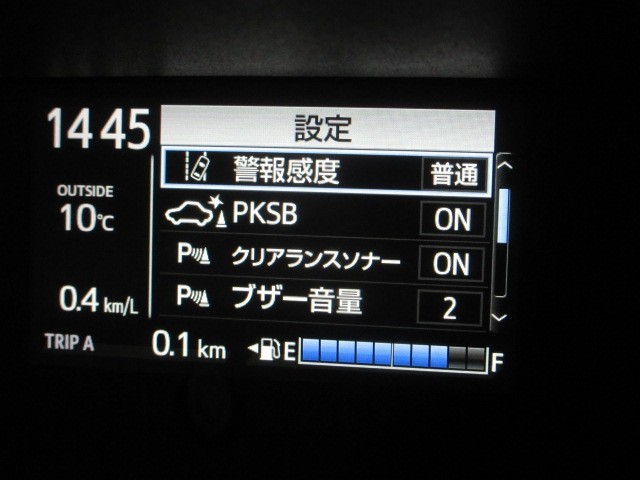 14 45
設定
警報感度 普通
OUTSIDE
10℃
PKSB ON
P クリアランスソナー ON
P ブザー音量 2
0.4 km/L
TRIP A 0.1 km E F